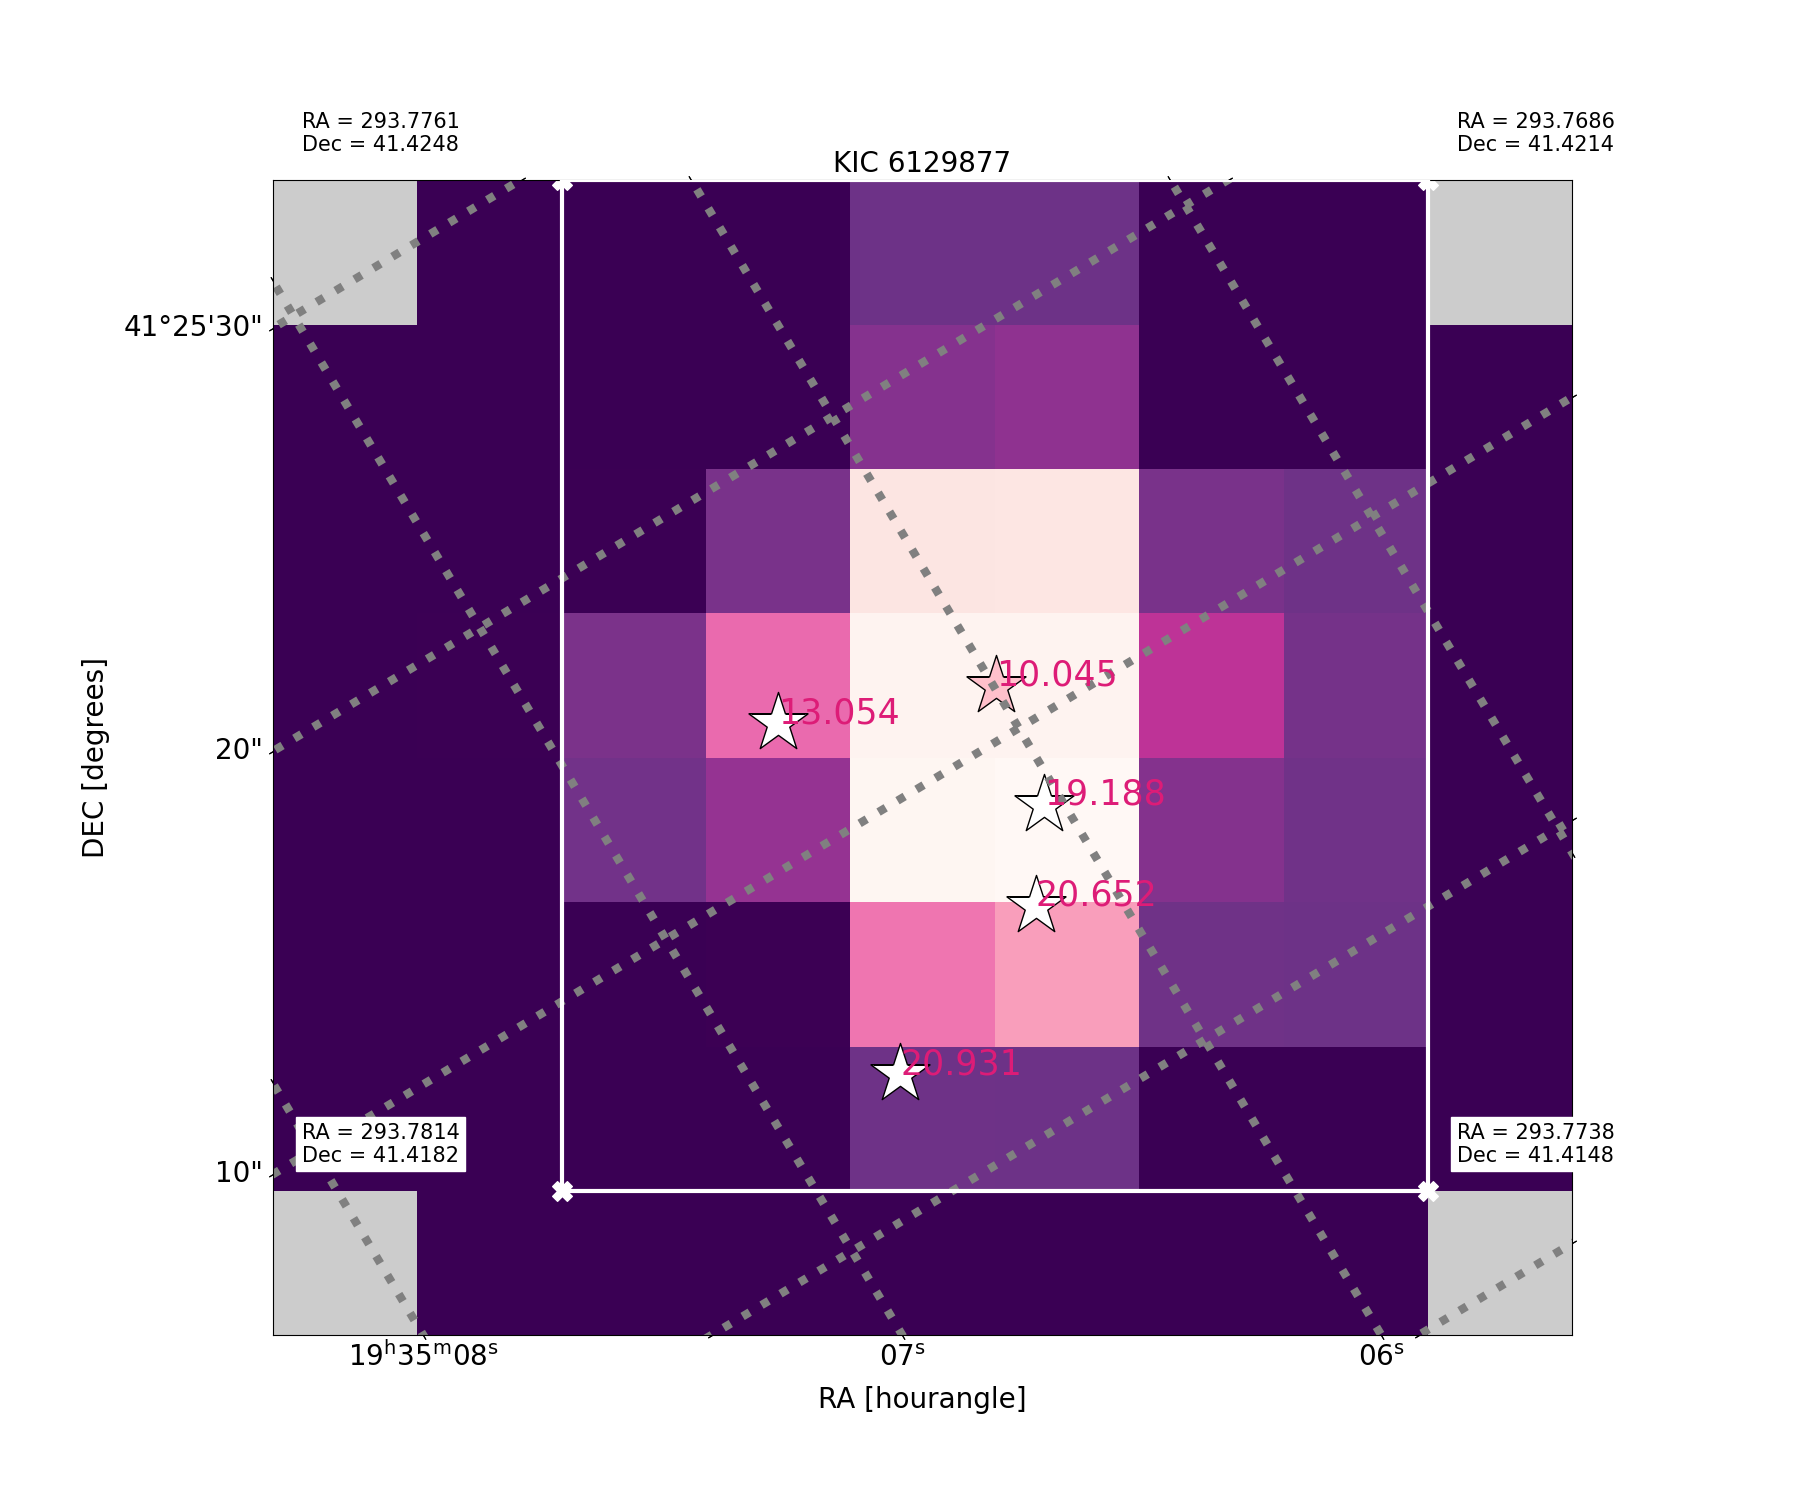 RA = 293.7761
Dec = 41.4248
RA = 293.7686
Dec = 41.4214
KIC 6129877
41°25'30"
20"
10"
DEC [degrees]
10.045
13.054
19.188
20.652
20.931
RA = 293.7814
Dec = 41.4182
RA = 293.7738
Dec = 41.4148
19ʰ35ᵐ08ˢ
07ˢ
06ˢ
RA [hourangle]